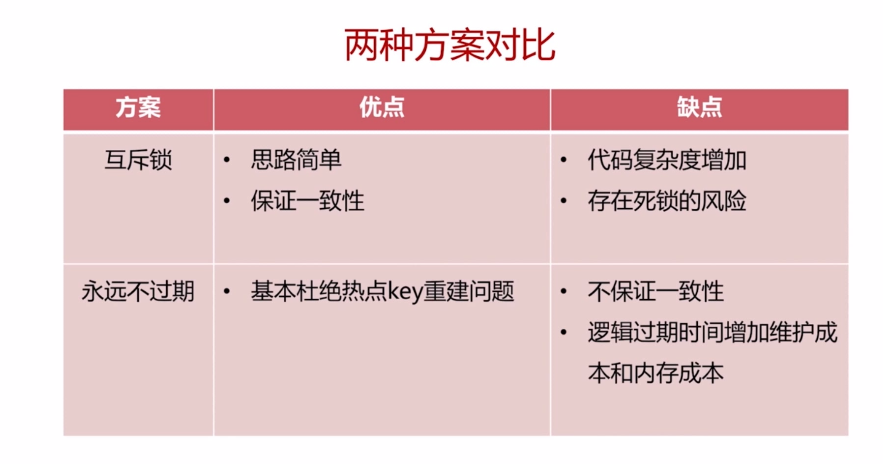 两种方案对比
方案 优点 缺点
互斥锁 • 思路简单 • 代码复杂度增加
• 保证一致性 • 存在死锁的风险
永远不过期 • 基本杜绝热点key重建问题 • 不保证一致性
• 逻辑过期时间增加维护成
本和内存成本